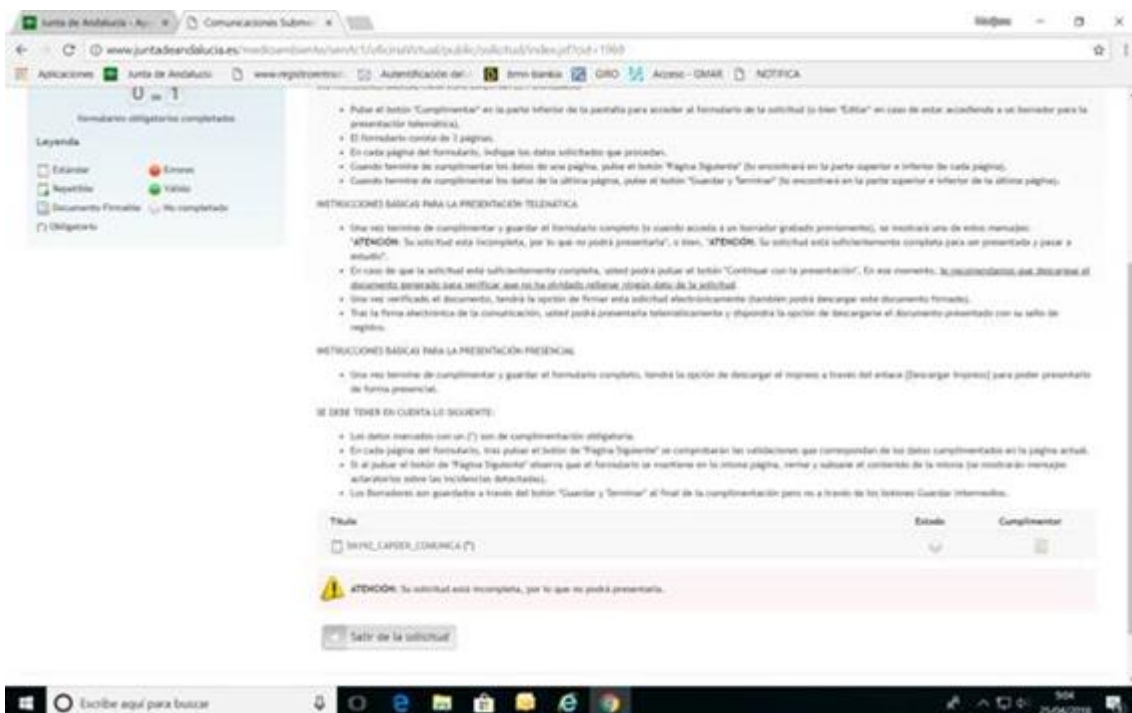 Junta de Andalucía - Ap
Comunicaciones Submin
www.juntadeandalucia.es/medioambiente/
Aplicaciones
Junta de Andalucía
Autentificación de
bmn-bankia
GIRO
Acceso - GMAR
NOTIFICA
0 de 1
formularios obligatorios completados
Leyenda
Estándar
Errores
Repetible
Válido
Documento Firmable
No completado
Obligatorio
• Pulse el botón "Cumplimentar" en la parte inferior de la pantalla para acceder al formulario de la solicitud (o bien "Editar" en caso de estar accediendo a un borrador para la
presentación telemática).
• El formulario consta de 3 páginas.
• En cada página del formulario, indique los datos solicitados que procedan.
• Cuando termine de cumplimentar los datos de una página, pulse el botón "Página Siguiente" (lo encontrará en la parte superior e inferior de cada página).
• Cuando termine de cumplimentar los datos de la última página, pulse el botón "Guardar y Terminar" (lo encontrará en la parte superior e inferior de la última página).
INSTRUCCIONES BÁSICAS PARA LA PRESENTACIÓN TELEMÁTICA
• Una vez termine de cumplimentar y guardar el formulario completo (o cuando acceda a un borrador grabado previamente), se mostrará uno de estos mensajes:
"ATENCIÓN: Su solicitud está incompleta, por lo que no podrá presentarla", o bien, "ATENCIÓN: Su solicitud está suficientemente completa para ser presentada y pasar a
estudio".
• En caso de que la solicitud esté suficientemente completa, usted podrá pulsar el botón "Continuar con la presentación". En ese momento, le recomendamos que descargue el
documento generado para verificar que no ha olvidado rellenar ningún dato de la solicitud.
• Una vez verificado el documento, tendrá la opción de firmar esta solicitud electrónicamente (también podrá descargar este documento firmado).
• Tras la firma electrónica de la comunicación, usted podrá presentarla telemáticamente y dispondrá la opción de descargarse el documento presentado con su sello de
registro.
INSTRUCCIONES BÁSICAS PARA LA PRESENTACIÓN PRESENCIAL
• Una vez termine de cumplimentar y guardar el formulario completo, tendrá la opción de descargar el impreso a través del enlace [Descargar Impreso] para poder presentarlo
de forma presencial.
SE DEBE TENER EN CUENTA LO SIGUIENTE:
• Los datos marcados con un (*) son de cumplimentación obligatoria.
• En cada página del formulario, tras pulsar el botón de "Página Siguiente" se comprobarán las validaciones que correspondan de los datos cumplimentados en la página actual.
• Si al pulsar el botón de "Página Siguiente" observa que el formulario se mantiene en la misma página, revise y subsane el contenido de la misma (se mostrarán mensajes
aclaratorios sobre las incidencias detectadas).
• Los Borradores son guardados a través del botón "Guardar y Terminar" al final de la cumplimentación pero no a través de los botones Guardar intermedios.
Título
Estado
Cumplimentar
ATENCIÓN: Su solicitud está incompleta, por lo que no podrá presentarla.
Salir de la solicitud
Escribe aquí para buscar
9:04